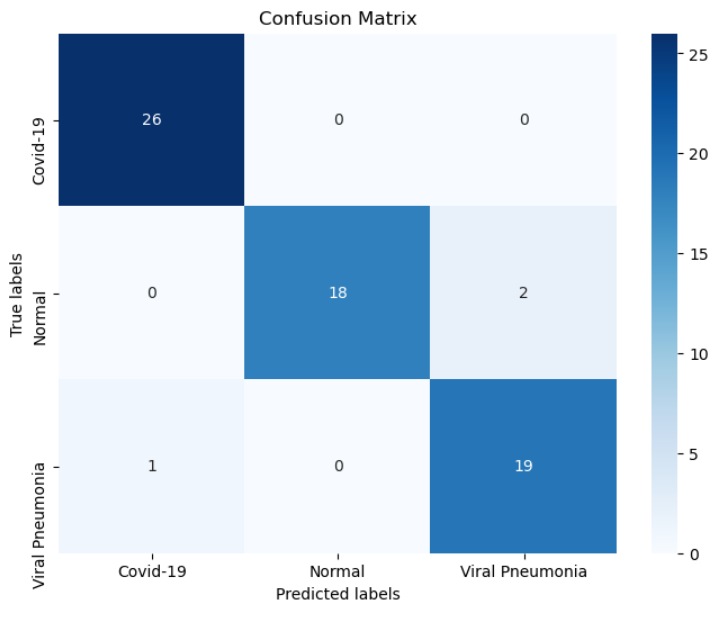 Confusion Matrix
True labels
Covid-19
26 0 0
Normal
0 18 2
Viral Pneumonia
1 0 19
Covid-19 Normal Viral Pneumonia
Predicted labels
25
20
15
10
5
0